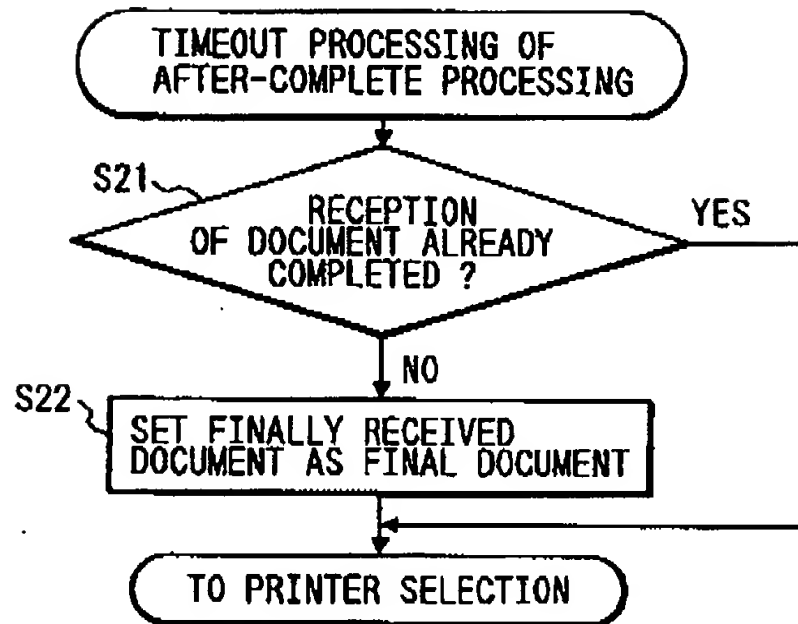 TIMEOUT PROCESSING OF
AFTER-COMPLETE PROCESSING
S21
RECEPTION
OF DOCUMENT ALREADY
COMPLETED ?
YES
NO
S22
SET FINALLY RECEIVED
DOCUMENT AS FINAL DOCUMENT
TO PRINTER SELECTION